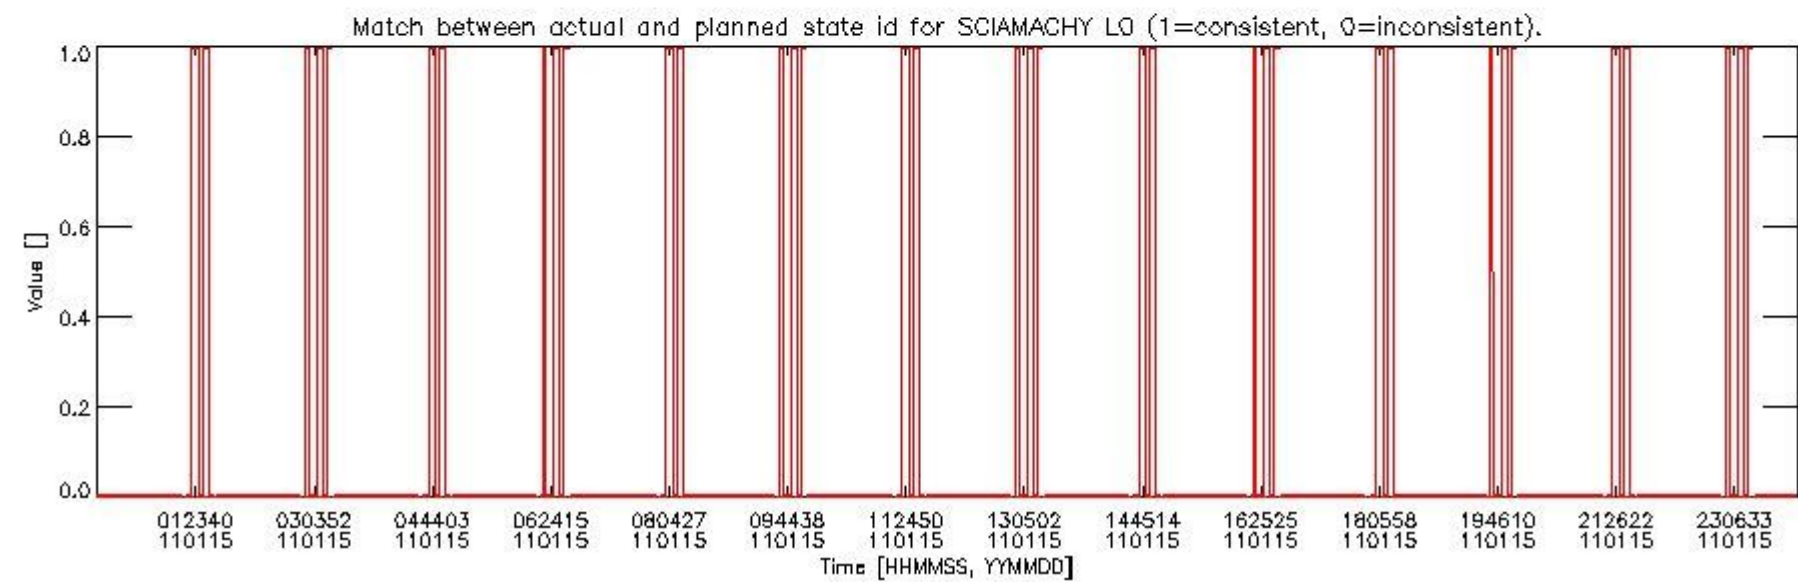 Match between actual and planned state id for SCIAMACHY L0 (1=consistent, 0=inconsistent).
1.0
0.8
0.6
0.4
0.2
0.0
Value []
012340 030352 044403 062415 080427 094438 112450 130502 144514 162525 180558 194610 212622 230633
110115 110115 110115 110115 110115 110115 110115 110115 110115 110115 110115 110115 110115 110115
Time [HHMMSS, YYMMDD]